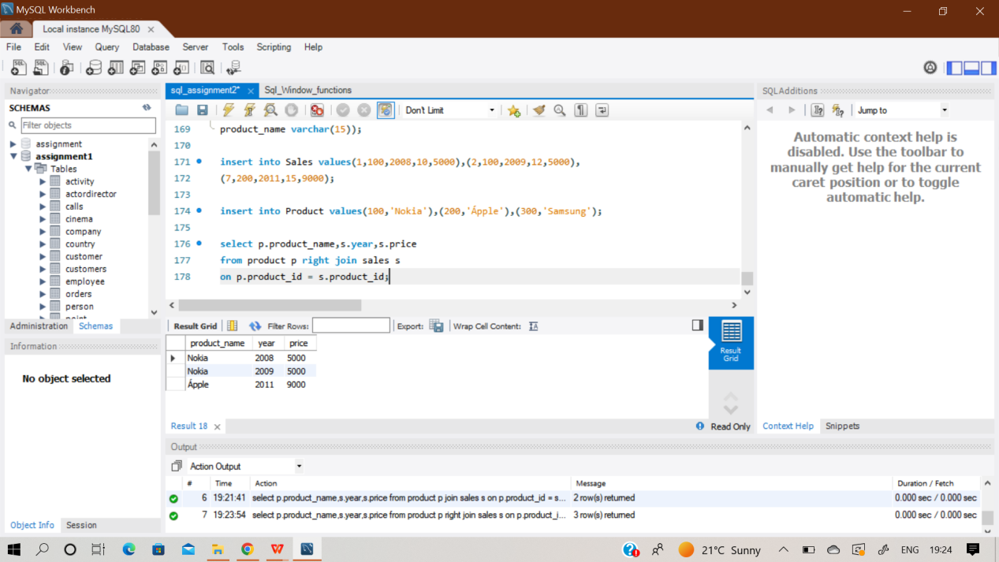 MySQL Workbench
Local instance MySQL80
File Edit View Query Database Server Tools Scripting Help
Navigator
SCHEMAS
Filter objects
assignment
assignment1
Tables
activity
actordirector
calls
cinema
company
country
customer
customers
employee
orders
person
Administration Schemas
Information
No object selected
Object Info Session
sql_assignment2* Sql_Window_functions
Don't Limit
169 product_name varchar(15));
170
171 insert into Sales values(1,100,2008,10,5000),(2,100,2009,12,5000),
172 (7,200,2011,15,9000);
173
174 insert into Product values(100,'Nokia'),(200,'Ápple'),(300,'Samsung');
175
176 select p.product_name,s.year,s.price
177 from product p right join sales s
178 on p.product_id = s.product_id;
Result Grid Filter Rows: Export: Wrap Cell Content:
product_name year price
Nokia 2008 5000
Nokia 2009 5000
Ápple 2011 9000
Result Grid
Result 18 Read Only
SQLAdditions
Jump to
Automatic context help is
disabled. Use the toolbar to
manually get help for the current
caret position or to toggle
automatic help.
Context Help Snippets
Output
Action Output
# Time Action Message Duration / Fetch
6 19:21:41 select p.product_name,s.year,s.price from product p join sales s on p.product_id = s... 2 row(s) returned 0.000 sec / 0.000 sec
7 19:23:54 select p.product_name,s.year,s.price from product p right join sales s on p.product_i... 3 row(s) returned 0.000 sec / 0.000 sec
21°C Sunny ENG 19:24